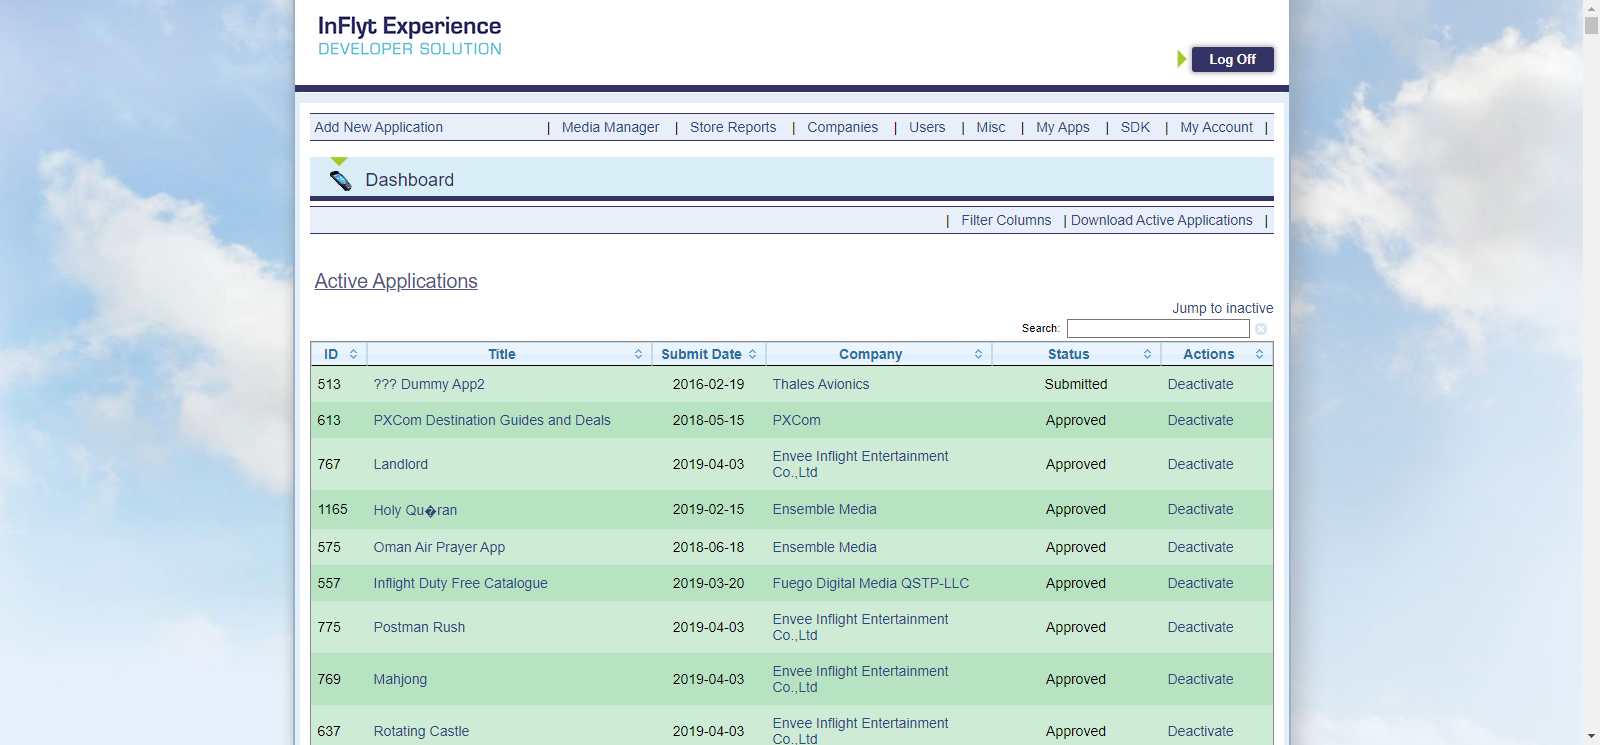 InFlyt Experience
DEVELOPER SOLUTION
Log Off
Add New Application | Media Manager | Store Reports | Companies | Users | Misc | My Apps | SDK | My Account |
Dashboard
| Filter Columns | Download Active Applications |
Active Applications
Jump to inactive
Search:
ID Title Submit Date Company Status Actions
513 ??? Dummy App2 2016-02-19 Thales Avionics Submitted Deactivate
613 PXCom Destination Guides and Deals 2018-05-15 PXCom Approved Deactivate
767 Landlord 2019-04-03 Envee Inflight Entertainment Approved Deactivate
Co.,Ltd
1165 Holy Qu�ran 2019-02-15 Ensemble Media Approved Deactivate
575 Oman Air Prayer App 2018-06-18 Ensemble Media Approved Deactivate
557 Inflight Duty Free Catalogue 2019-03-20 Fuego Digital Media QSTP-LLC Approved Deactivate
775 Postman Rush 2019-04-03 Envee Inflight Entertainment Approved Deactivate
Co.,Ltd
769 Mahjong 2019-04-03 Envee Inflight Entertainment Approved Deactivate
Co.,Ltd
637 Rotating Castle 2019-04-03 Envee Inflight Entertainment Approved Deactivate
Co.,Ltd